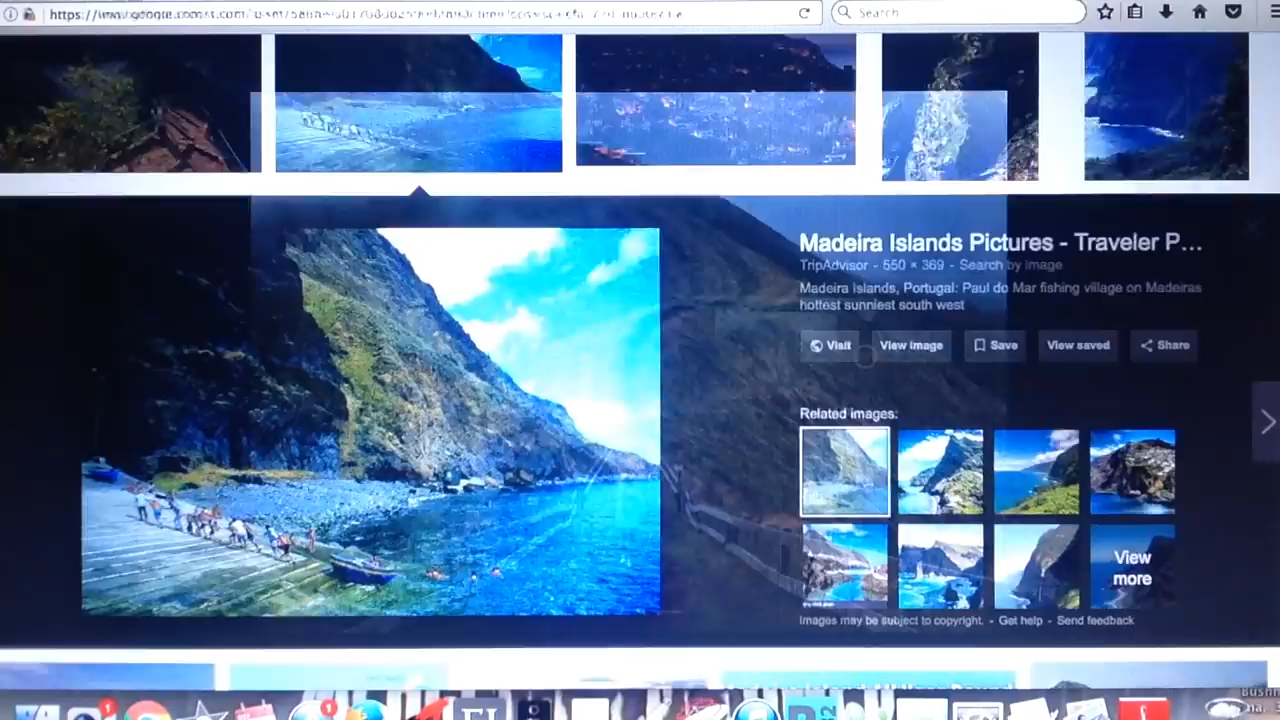 Search
Madeira Islands Pictures - Traveler P...
TripAdvisor - 550 × 369 - Search by image
Madeira Islands, Portugal: Paul do Mar fishing village on Madeiras
hottest sunniest south west
Visit
View image
Save
View saved
Share
Related images:
View
more
Images may be subject to copyright. - Get help - Send feedback